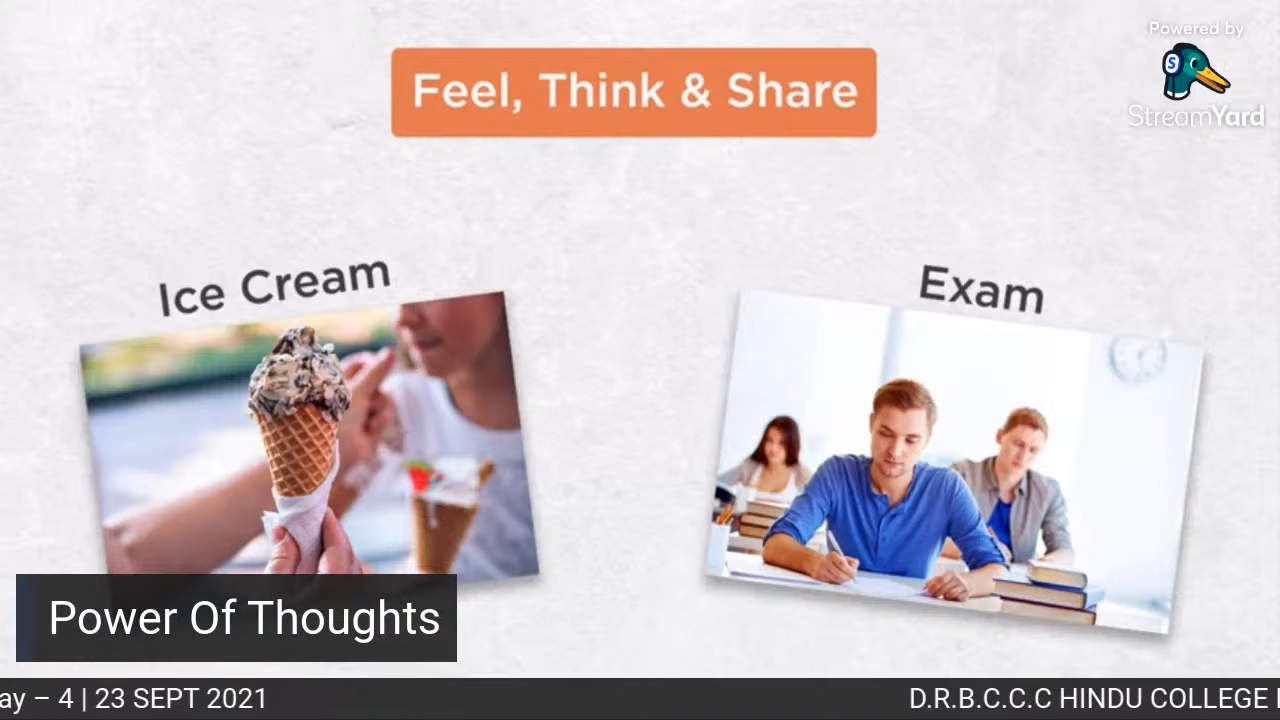 Powered by
StreamYard
Feel, Think & Share
Ice Cream
Exam
Power Of Thoughts
ay – 4 | 23 SEPT 2021
D.R.B.C.C.C HINDU COLLEGE